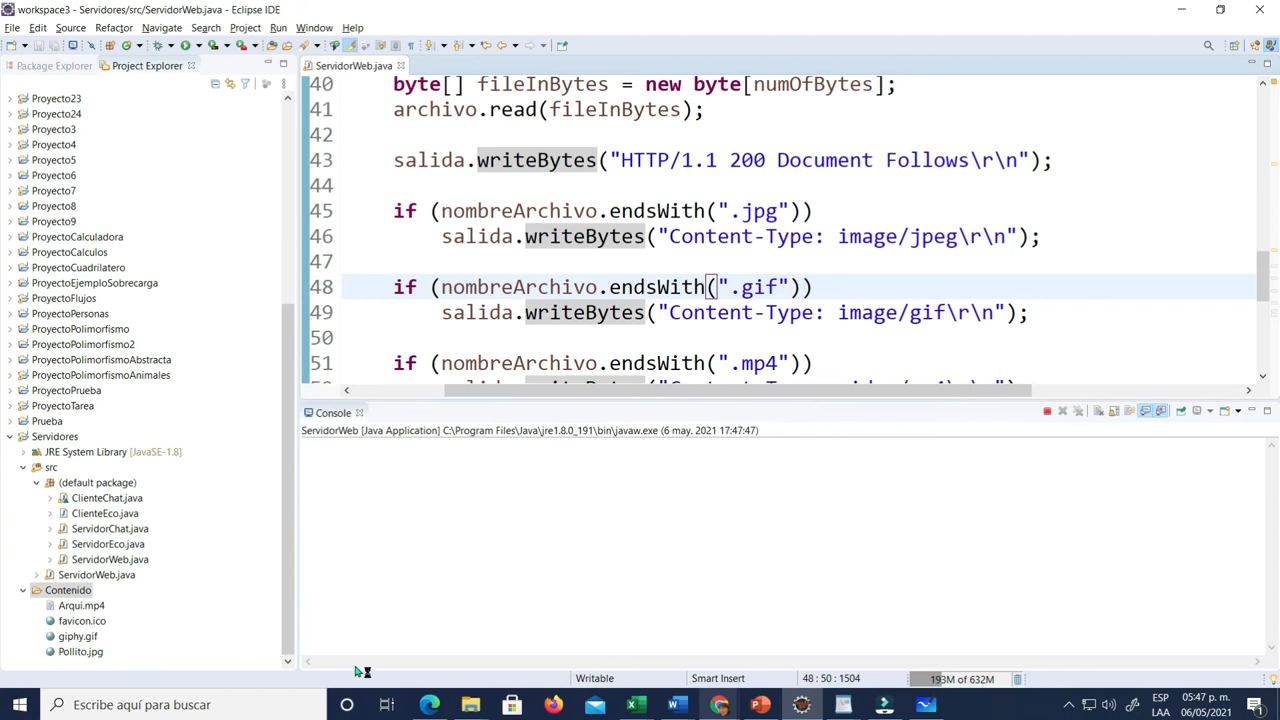 workspace3 - Servidores/src/ServidorWeb.java - Eclipse IDE
File Edit Source Refactor Navigate Search Project Run Window Help
Package Explorer Project Explorer
Proyecto23
Proyecto24
Proyecto3
Proyecto4
Proyecto5
Proyecto6
Proyecto7
Proyecto8
Proyecto9
ProyectoCalculadora
ProyectoCalculos
ProyectoCuadrilatero
ProyectoEjemploSobrecarga
ProyectoFlujos
ProyectoPersonas
ProyectoPolimorfismo
ProyectoPolimorfismo2
ProyectoPolimorfismoAbstracta
ProyectoPolimorfismoAnimales
ProyectoPrueba
ProyectoTarea
Prueba
Servidores
JRE System Library [JavaSE-1.8]
src
(default package)
ClienteChat.java
ClienteEco.java
ServidorChat.java
ServidorEco.java
ServidorWeb.java
ServidorWeb.java
Contenido
Arqui.mp4
favicon.ico
giphy.gif
Pollito.jpg
ServidorWeb.java
40 byte[] fileInBytes = new byte[numOfBytes];
41 archivo.read(fileInBytes);
42
43 salida.writeBytes("HTTP/1.1 200 Document Follows\r\n");
44
45 if (nombreArchivo.endsWith(".jpg"))
46 salida.writeBytes("Content-Type: image/jpeg\r\n");
47
48 if (nombreArchivo.endsWith(".gif"))
49 salida.writeBytes("Content-Type: image/gif\r\n");
50
51 if (nombreArchivo.endsWith(".mp4"))
Console
ServidorWeb [Java Application] C:\Program Files\Java\jre1.8.0_191\bin\javaw.exe (6 may. 2021 17:47:47)
Writable Smart Insert 48 : 50 : 1504 193M of 632M
Escribe aquí para buscar
ESP 05:47 p. m.
LAA 06/05/2021
1